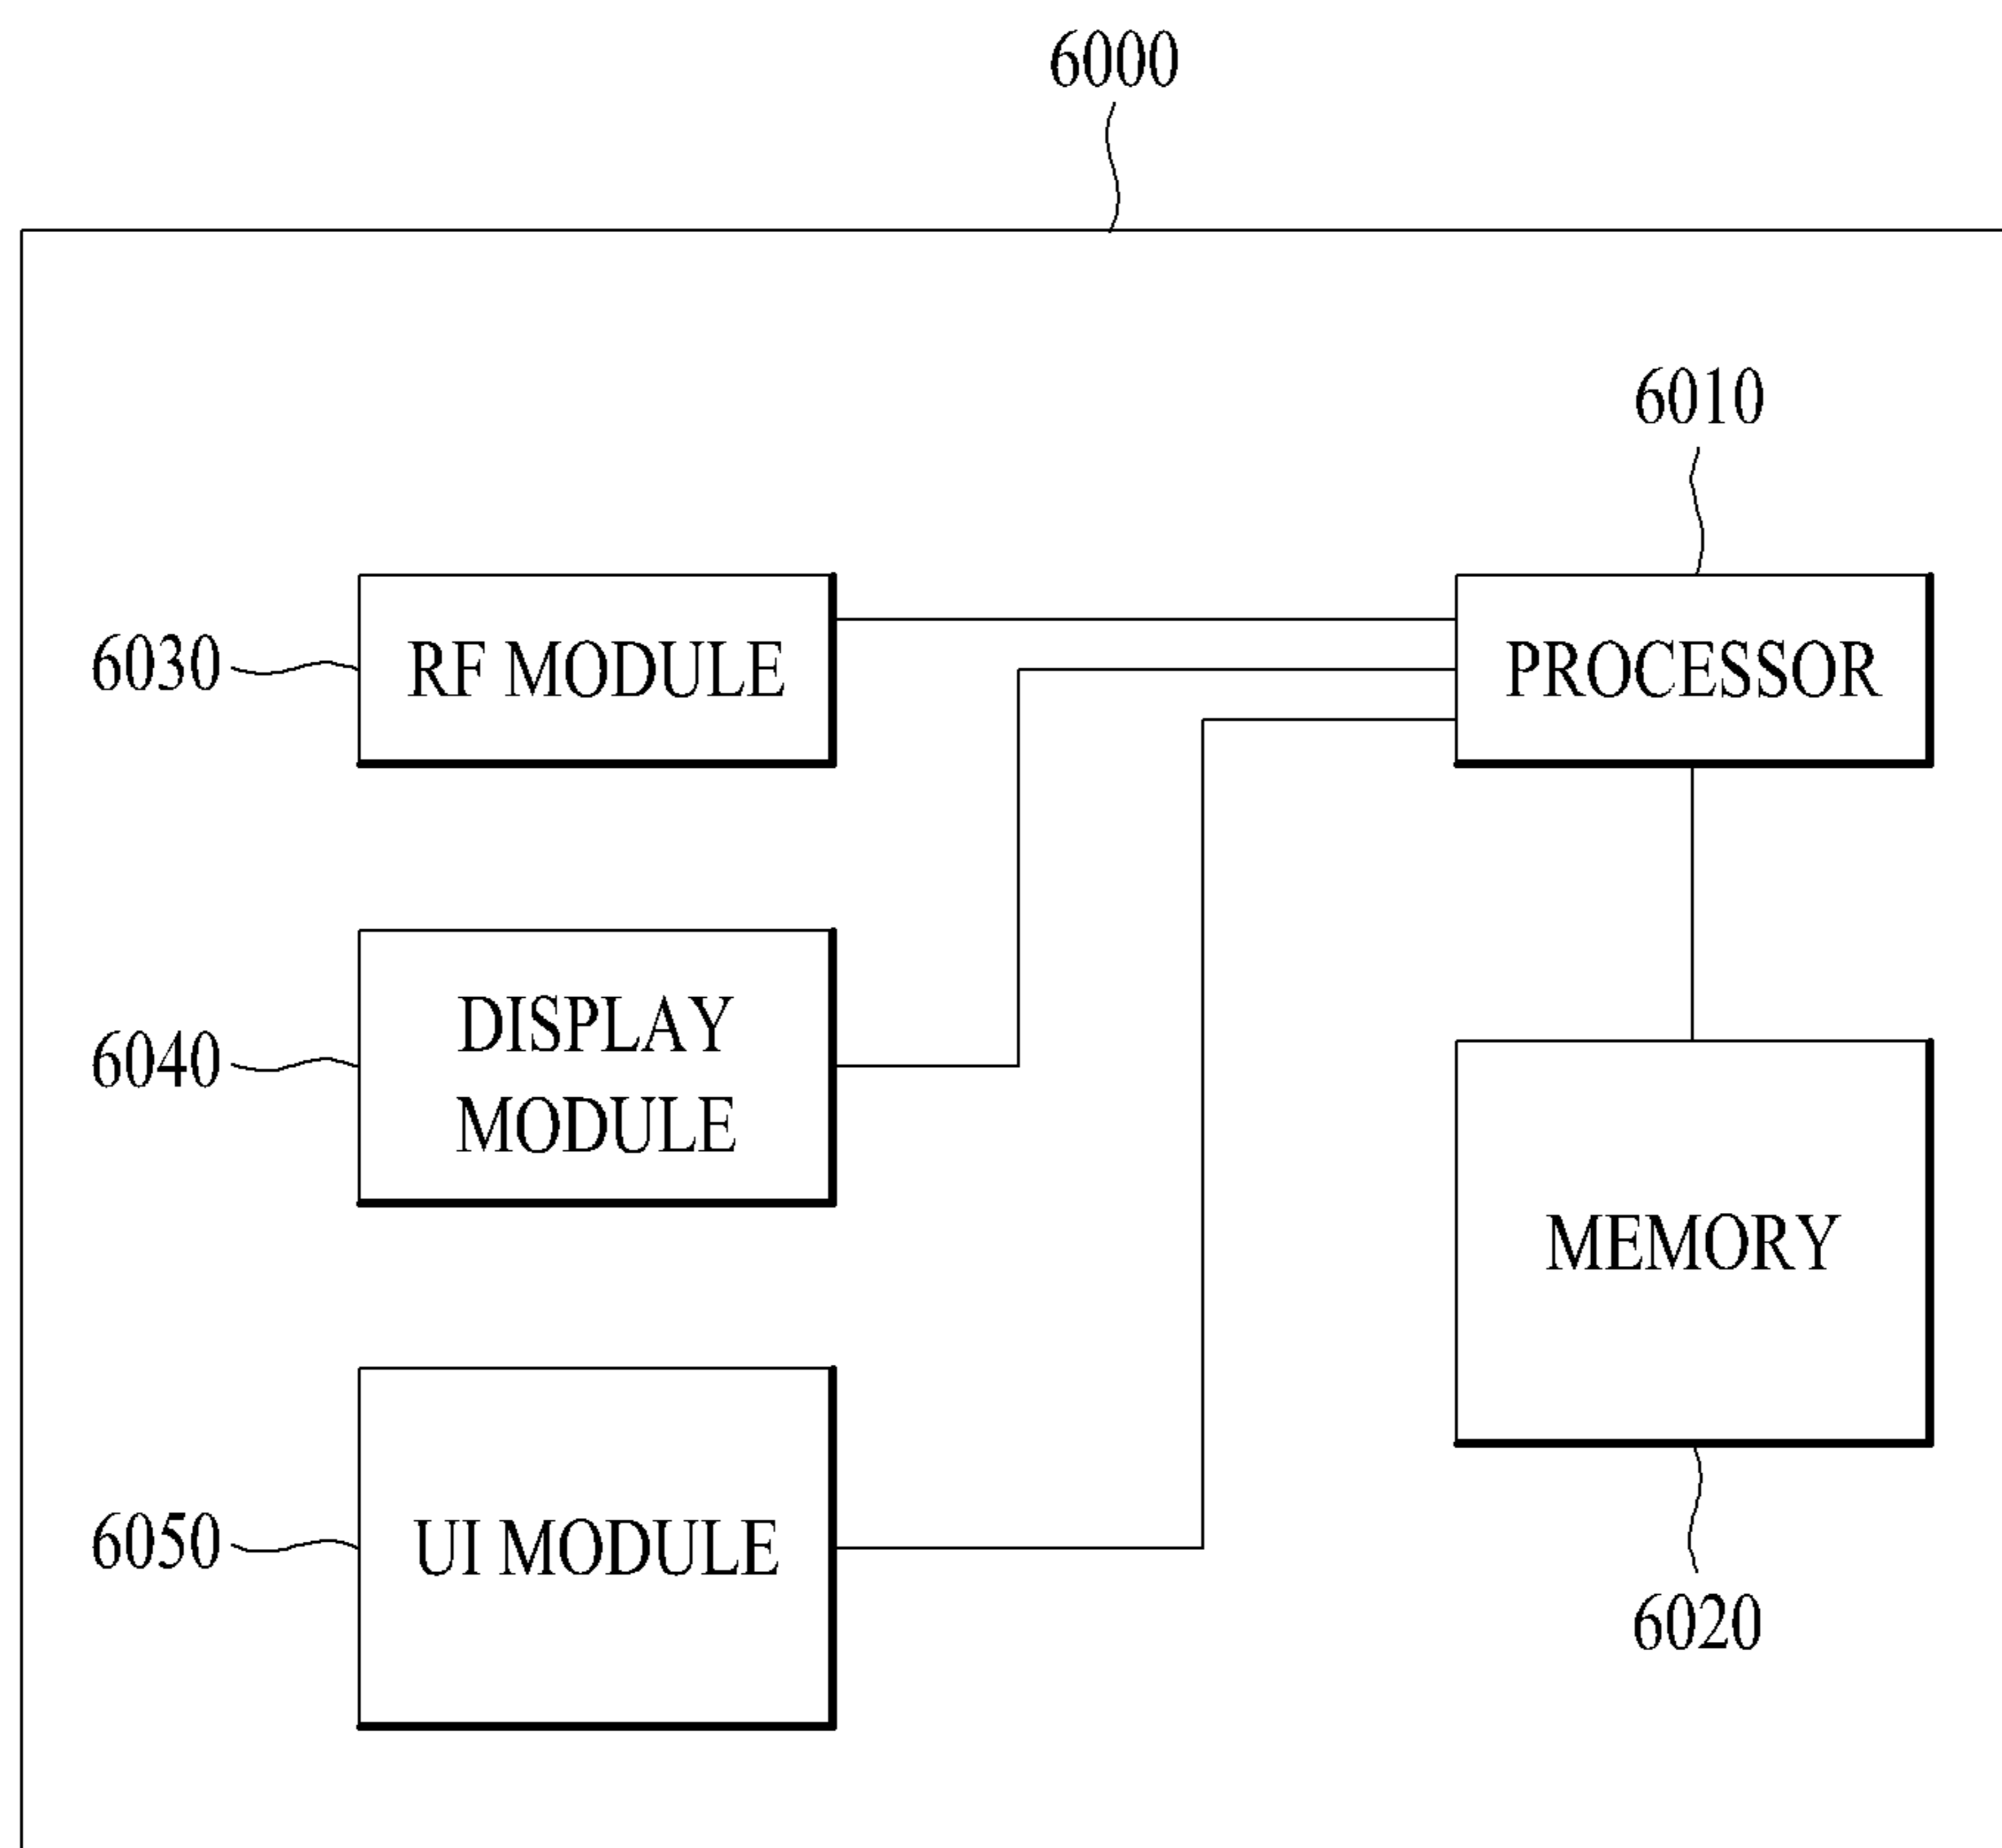 6000
6010
6030
RF MODULE
PROCESSOR
6040
DISPLAY
MODULE
MEMORY
6050
UI MODULE
6020